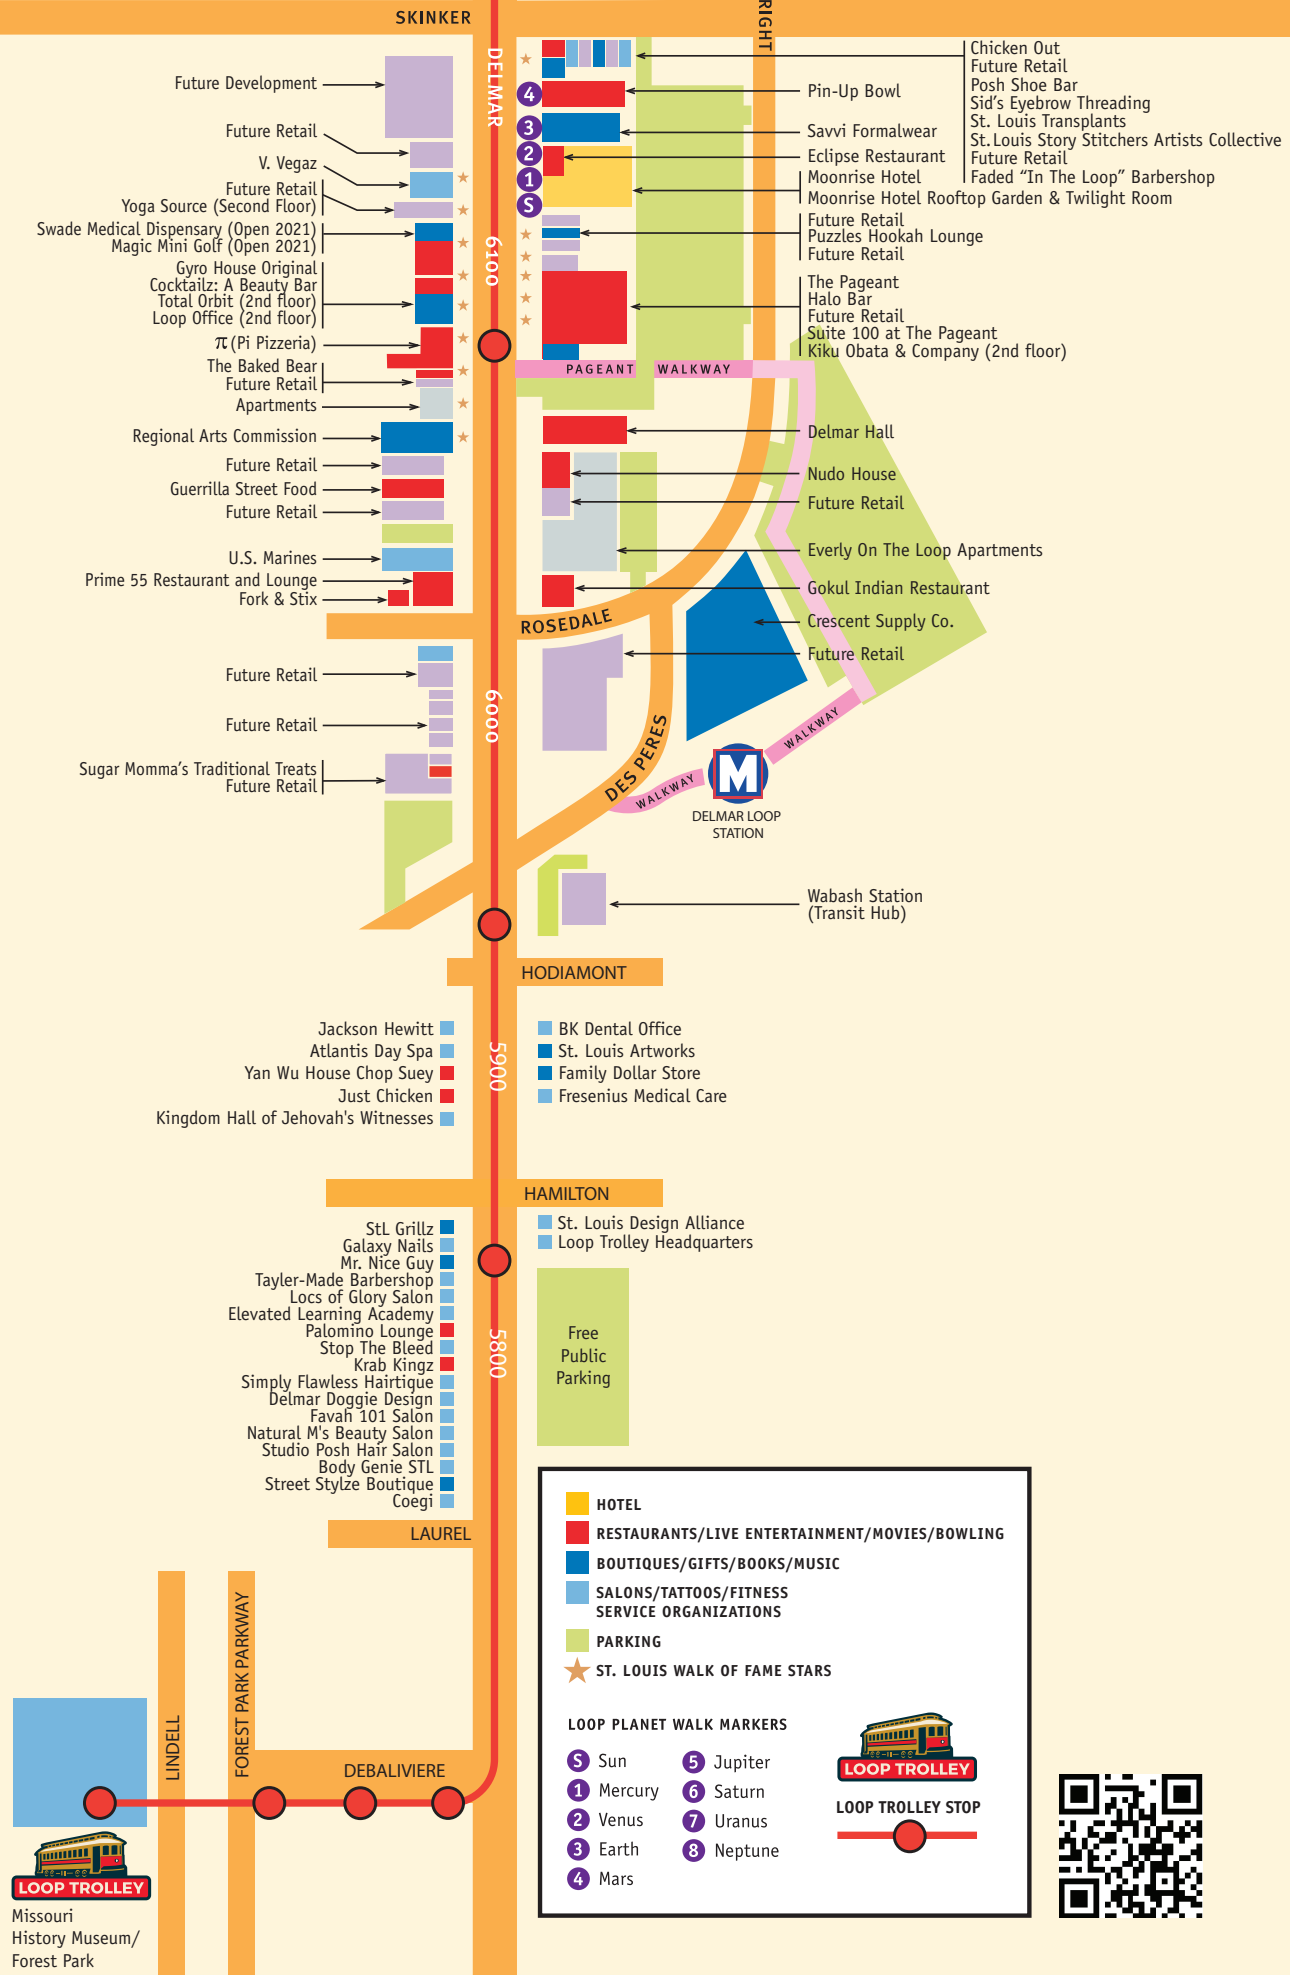 SKINKER
RIGHT
DELMAR
Future Development
Future Retail
V. Vegaz
Future Retail
Yoga Source (Second Floor)
Swade Medical Dispensary (Open 2021)
Magic Mini Golf (Open 2021)
Gyro House Original
Cocktailz: A Beauty Bar
Total Orbit (2nd floor)
Loop Office (2nd floor)
π (Pi Pizzeria)
The Baked Bear
Future Retail
Apartments
Regional Arts Commission
Future Retail
Guerrilla Street Food
Future Retail
U.S. Marines
Prime 55 Restaurant and Lounge
Fork & Stix
4
3
2
1
S
6100
Chicken Out
Future Retail
Posh Shoe Bar
Sid's Eyebrow Threading
St. Louis Transplants
St. Louis Story Stitchers Artists Collective
Future Retail
Faded “In The Loop” Barbershop
Pin-Up Bowl
Savvi Formalwear
Eclipse Restaurant
Moonrise Hotel
Moonrise Hotel Rooftop Garden & Twilight Room
Future Retail
Puzzles Hookah Lounge
Future Retail
The Pageant
Halo Bar
Future Retail
Suite 100 at The Pageant
Kiku Obata & Company (2nd floor)
PAGEANT WALKWAY
Delmar Hall
Nudo House
Future Retail
Everly On The Loop Apartments
Gokul Indian Restaurant
Crescent Supply Co.
Future Retail
ROSEDALE
6000
Future Retail
Future Retail
Sugar Momma's Traditional Treats
Future Retail
DES PERES
WALKWAY
WALKWAY
M
DELMAR LOOP
STATION
Wabash Station
(Transit Hub)
HODIAMONT
5900
Jackson Hewitt
Atlantis Day Spa
Yan Wu House Chop Suey
Just Chicken
Kingdom Hall of Jehovah's Witnesses
BK Dental Office
St. Louis Artworks
Family Dollar Store
Fresenius Medical Care
HAMILTON
StL Grillz
Galaxy Nails
Mr. Nice Guy
Tayler-Made Barbershop
Locs of Glory Salon
Elevated Learning Academy
Palomino Lounge
Stop The Bleed
Krab Kingz
Simply Flawless Hairtique
Delmar Doggie Design
Favah 101 Salon
Natural M's Beauty Salon
Studio Posh Hair Salon
Body Genie STL
Street Stylze Boutique
Coegi
St. Louis Design Alliance
Loop Trolley Headquarters
5800
Free
Public
Parking
LAUREL
LINDELL
FOREST PARK PARKWAY
DEBALIVIERE
LOOP TROLLEY
Missouri
History Museum/
Forest Park
HOTEL
RESTAURANTS/LIVE ENTERTAINMENT/MOVIES/BOWLING
BOUTIQUES/GIFTS/BOOKS/MUSIC
SALONS/TATTOOS/FITNESS
SERVICE ORGANIZATIONS
PARKING
ST. LOUIS WALK OF FAME STARS
LOOP PLANET WALK MARKERS
S Sun
1 Mercury
2 Venus
3 Earth
4 Mars
5 Jupiter
6 Saturn
7 Uranus
8 Neptune
LOOP TROLLEY
LOOP TROLLEY STOP